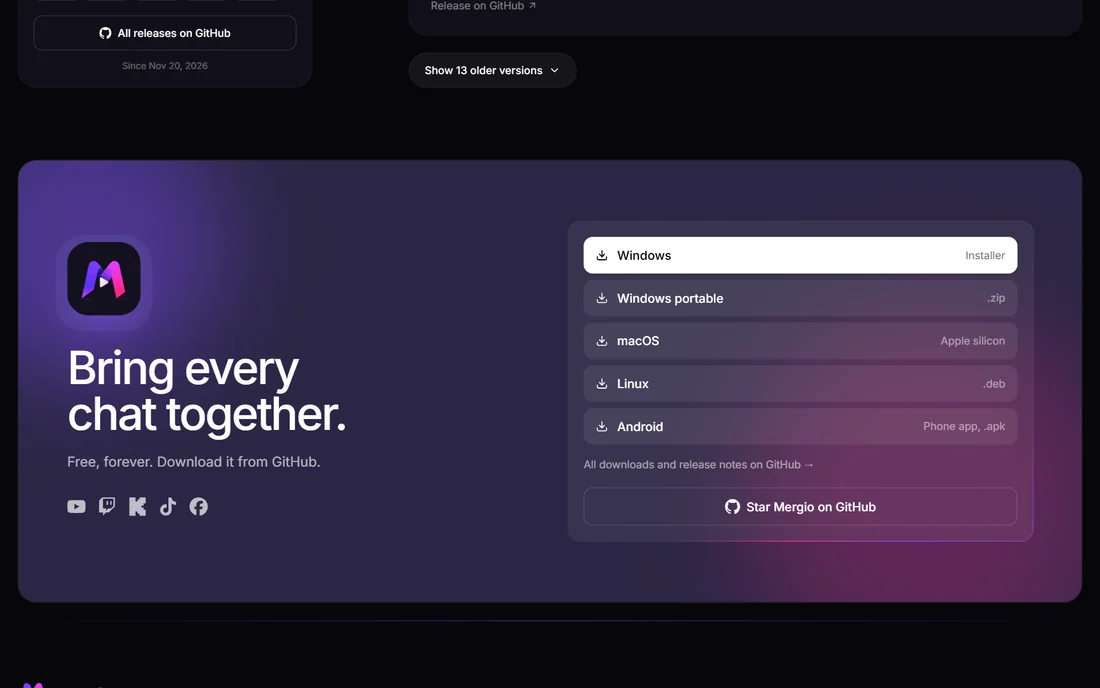 Release on GitHub ↗
All releases on GitHub
Since Nov 20, 2026
Show 13 older versions
Bring every
chat together.
Free, forever. Download it from GitHub.
Windows
Installer
Windows portable
.zip
macOS
Apple silicon
Linux
.deb
Android
Phone app, .apk
All downloads and release notes on GitHub →
Star Mergio on GitHub